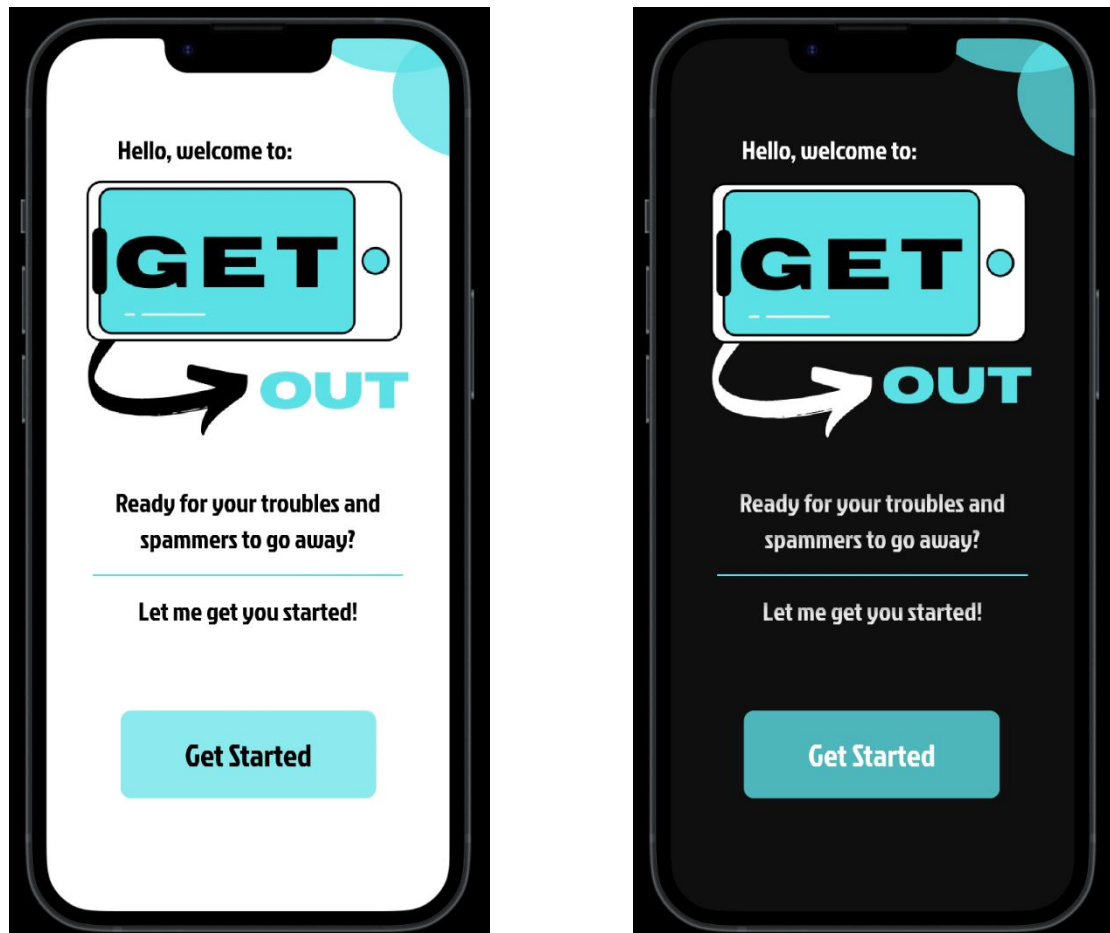 Hello, welcome to:
GET
OUT
Ready for your troubles and
spammers to go away?
Let me get you started!
Get Started
Hello, welcome to:
GET
OUT
Ready for your troubles and
spammers to go away?
Let me get you started!
Get Started